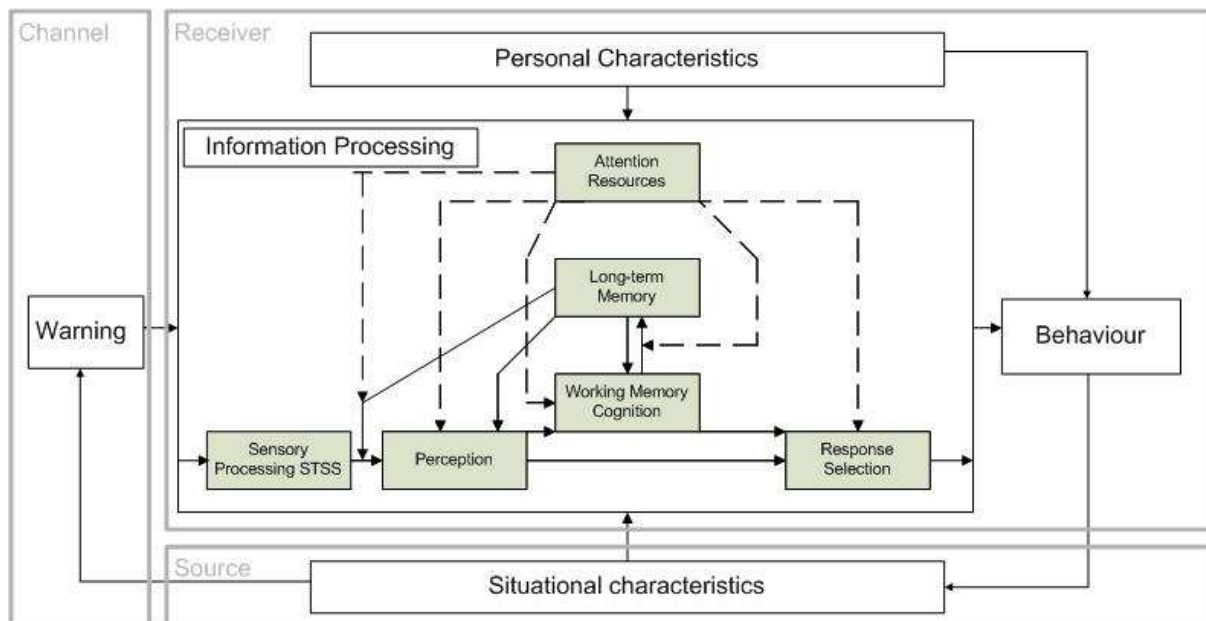 Channel
Receiver
Personal Characteristics
Information Processing
Attention
Resources
Long-term
Memory
Warning
Behaviour
Working Memory
Cognition
Sensory
Processing STSS
Perception
Response
Selection
Source
Situational characteristics